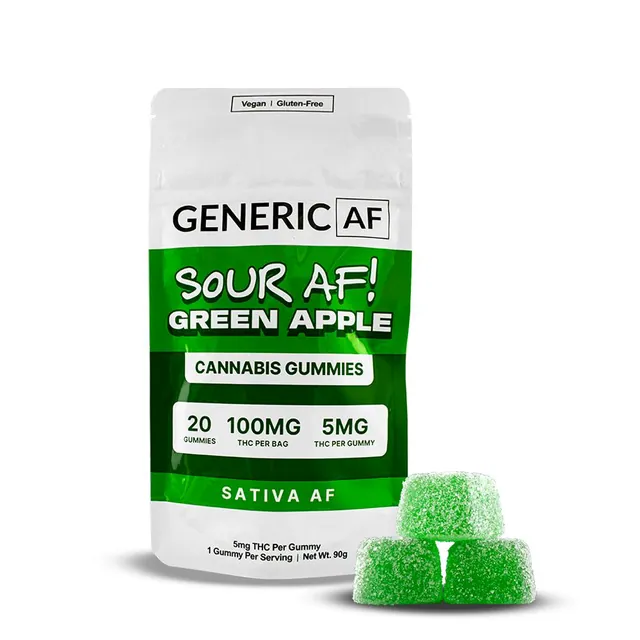 Vegan | Gluten-Free
GENERIC AF
SOUR AF!
GREEN APPLE
CANNABIS GUMMIES
20 100MG 5MG
GUMMIES THC PER BAG THC PER GUMMY
SATIVA AF
5mg THC Per Gummy
1 Gummy Per Serving | Net Wt. 90g